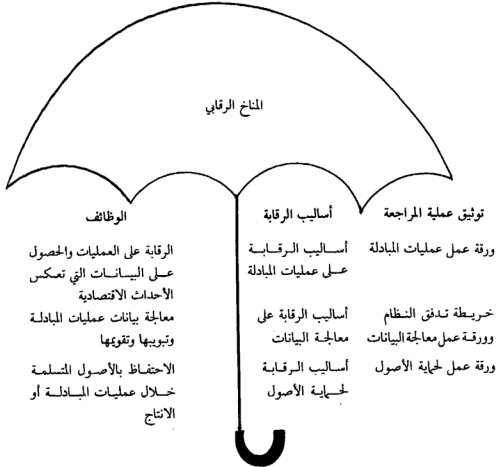 المناخ الرقابي
توثيق عملية المراجعة
أساليب الرقابة
الوظائف
ورقة عمل عمليات المبادلة
أساليب الرقابة
على عمليات المبادلة
الرقابة على العمليات والحصول
على البيانات التي تعكس
الأحداث الاقتصادية
خريطة تدفق النظام
وورقة عمل معالجة البيانات
أساليب الرقابة على
معالجة البيانات
معالجة بيانات عمليات المبادلة
وتبويبها وتقويمها
ورقة عمل لحماية الأصول
أساليب الرقابة
لحماية الأصول
الاحتفاظ بالأصول المتسلمة
خلال عمليات المبادلة أو
الانتاج